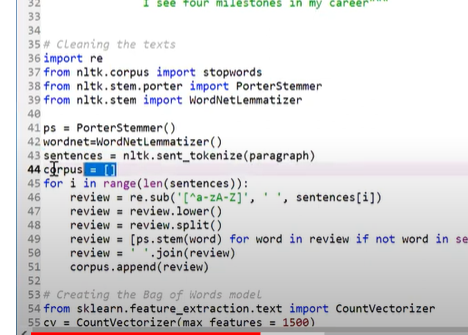 32 I see four milestones in my career"""
33
34
35 # Cleaning the texts
36 import re
37 from nltk.corpus import stopwords
38 from nltk.stem.porter import PorterStemmer
39 from nltk.stem import WordNetLemmatizer
40
41 ps = PorterStemmer()
42 wordnet=WordNetLemmatizer()
43 sentences = nltk.sent_tokenize(paragraph)
44 corpus = []
45 for i in range(len(sentences)):
46 review = re.sub('[^a-zA-Z]', ' ', sentences[i])
47 review = review.lower()
48 review = review.split()
49 review = [ps.stem(word) for word in review if not word in se
50 review = ' '.join(review)
51 corpus.append(review)
52
53 # Creating the Bag of Words model
54 from sklearn.feature_extraction.text import CountVectorizer
55 cv = CountVectorizer(max_features = 1500)